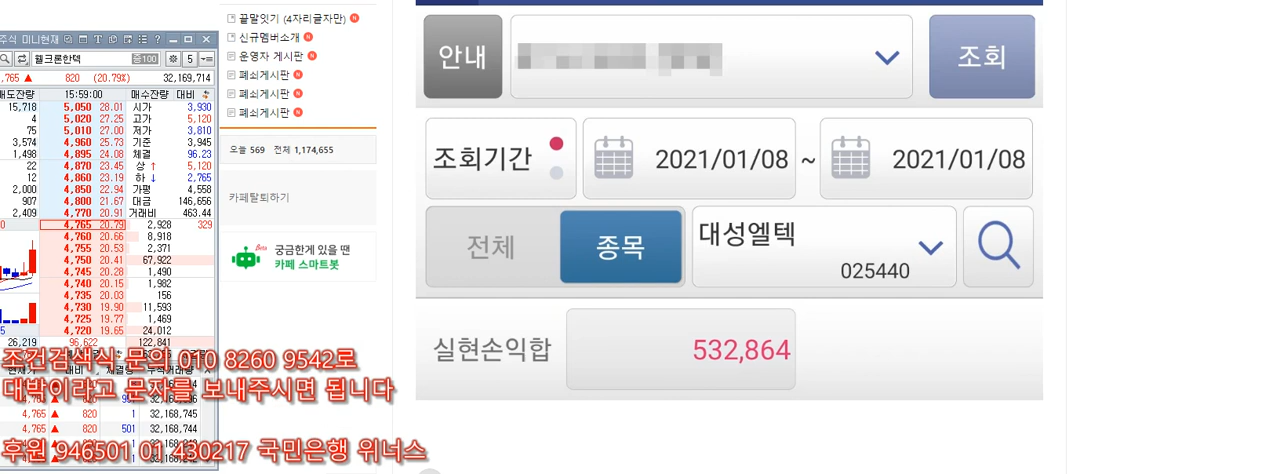 주식 미니현재
웰크론한텍
증100
5
4,765 ▲ 820 (20.79%) 32,169,714
매도잔량 15:59:00 매수잔량 대비
15,718 5,050 28.01 시가 3,930
4 5,020 27.25 고가 5,120
75 5,010 27.00 저가 3,810
3,574 4,960 25.73 기준 3,945
1,498 4,895 24.08 체결 96.23
22 4,870 23.45 상 ↑ 5,120
12 4,860 23.19 하 ↓ 2,765
2,000 4,850 22.94 가평 4,558
907 4,800 21.67 대금 146,656
2,409 4,770 20.91 거래비 463.44
4,765 20.79 2,928 329
4,760 20.66 8,918
4,755 20.53 2,371
4,750 20.41 67,922
4,745 20.28 1,490
4,740 20.15 1,982
4,735 20.03 156
4,730 19.90 11,593
4,725 19.77 1,469
4,720 19.65 24,012
26,219 96,622 122,841
조건검색식 문의 010 8260 9542로
대박이라고 문자를 보내주시면 됩니다
4,765 ▲ 820 1 32,168,745
4,765 ▲ 820 501 32,168,744
후원 946501 01 430217 국민은행 위너스
끝말잇기 (4자리글자만) N
신규멤버소개 N
운영자 게시판 N
폐쇠게시판 N
폐쇠게시판 N
폐쇠게시판 N
오늘 569 전체 1,174,655
카페탈퇴하기
Beta
궁금한게 있을 땐
카페 스마트봇
안내
조회
조회기간 2021/01/08 ~ 2021/01/08
전체 종목 대성엘텍
025440
실현손익합 532,864